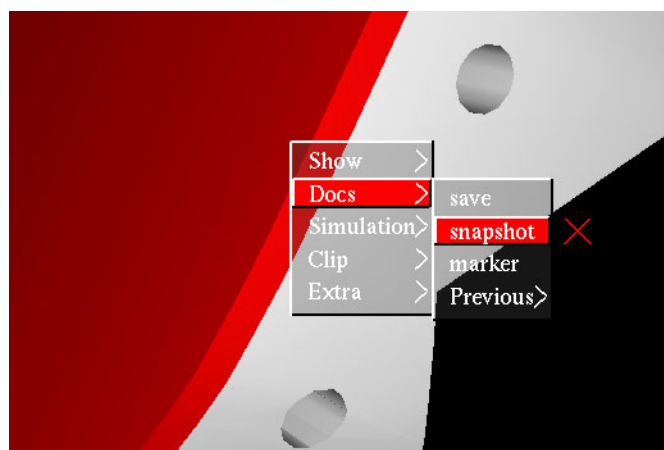 Show >
Docs >
Simulation>
Clip >
Extra >
save
snapshot
marker
Previous>